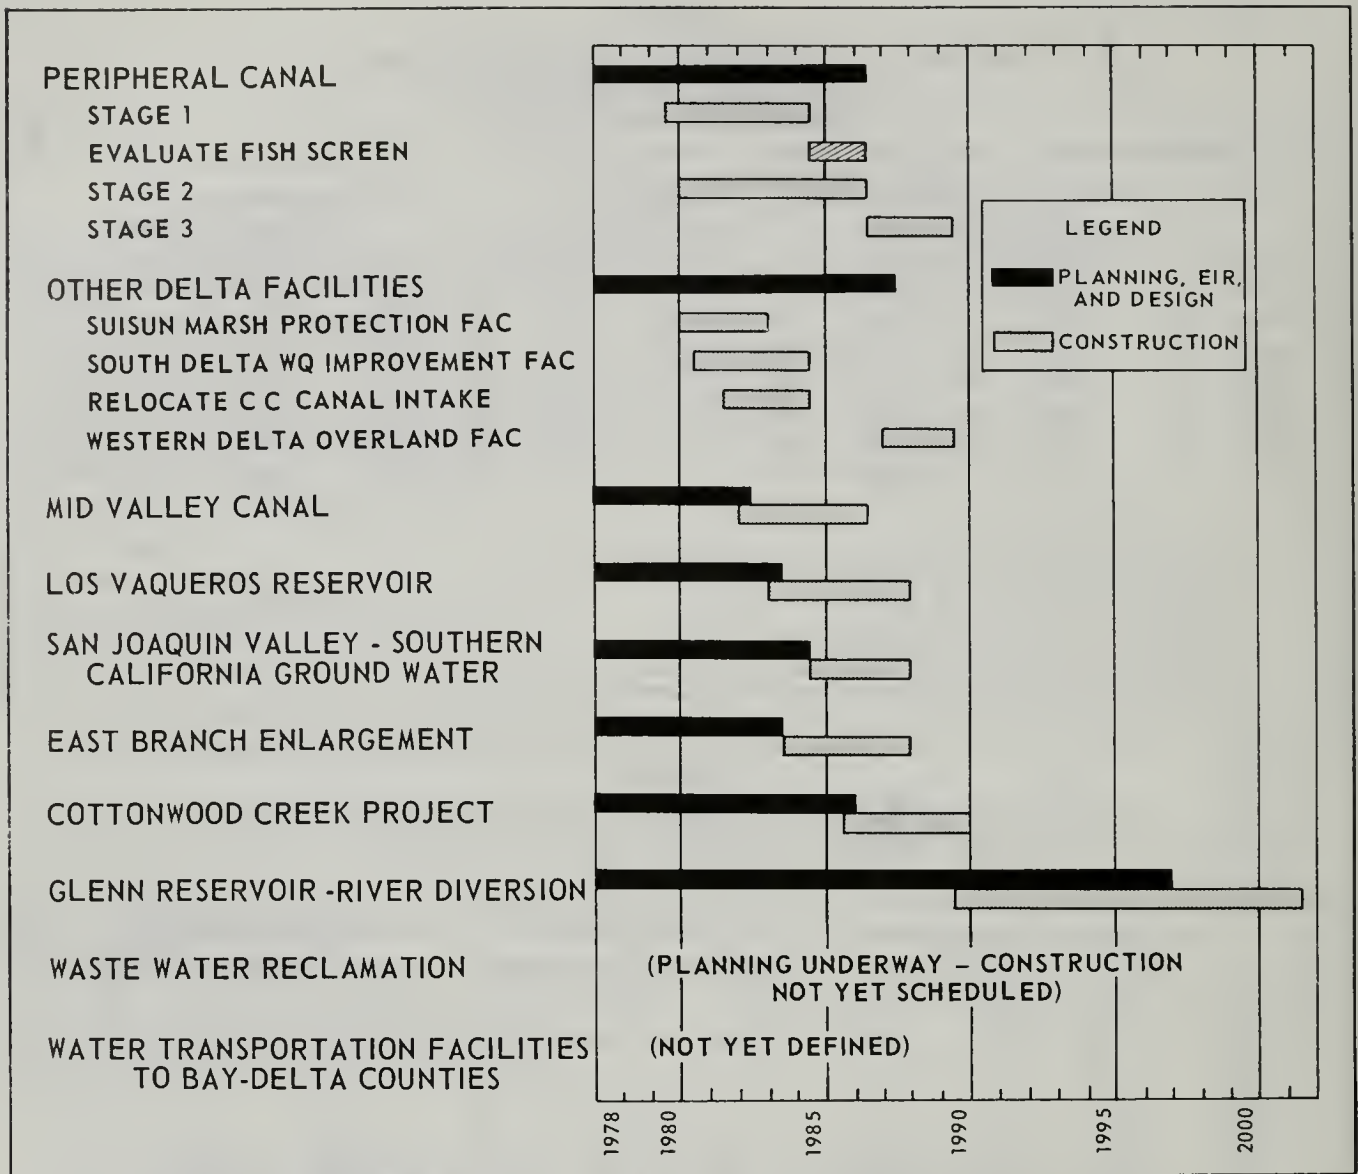 PERIPHERAL CANAL
STAGE 1
EVALUATE FISH SCREEN
STAGE 2
STAGE 3
LEGEND
PLANNING, EIR,
AND DESIGN
CONSTRUCTION
OTHER DELTA FACILITIES
SUISUN MARSH PROTECTION FAC
SOUTH DELTA WQ IMPROVEMENT FAC
RELOCATE C C CANAL INTAKE
WESTERN DELTA OVERLAND FAC
MID VALLEY CANAL
LOS VAQUEROS RESERVOIR
SAN JOAQUIN VALLEY - SOUTHERN
CALIFORNIA GROUND WATER
EAST BRANCH ENLARGEMENT
COTTONWOOD CREEK PROJECT
GLENN RESERVOIR -RIVER DIVERSION
WASTE WATER RECLAMATION
(PLANNING UNDERWAY – CONSTRUCTION
NOT YET SCHEDULED)
WATER TRANSPORTATION FACILITIES
TO BAY-DELTA COUNTIES
(NOT YET DEFINED)
1978
1980
1985
1990
1995
2000